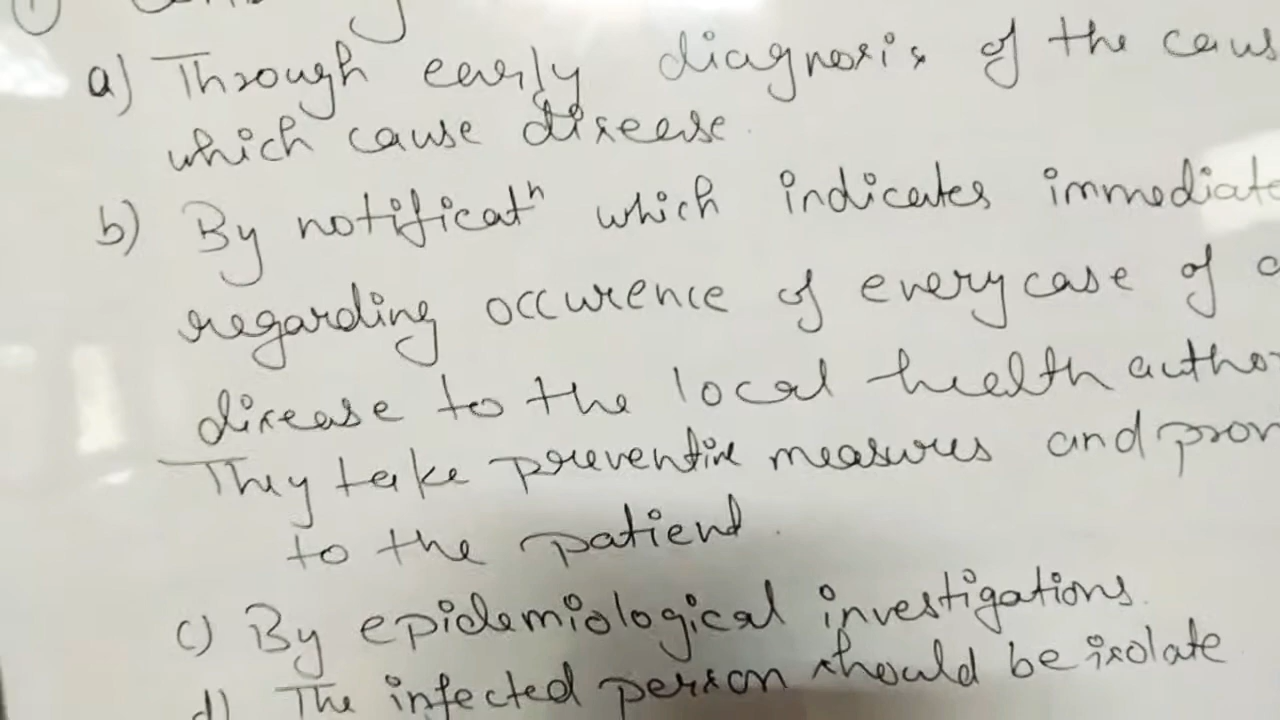 a) Through early diagnosis of the caus
which cause disease.
b) By notificatⁿ which indicates immediate
regarding occurence of every case of
disease to the local health autho
They take preventive measures and pron
to the patient.
c) By epidemiological investigations.
d) The infected person should be isolate